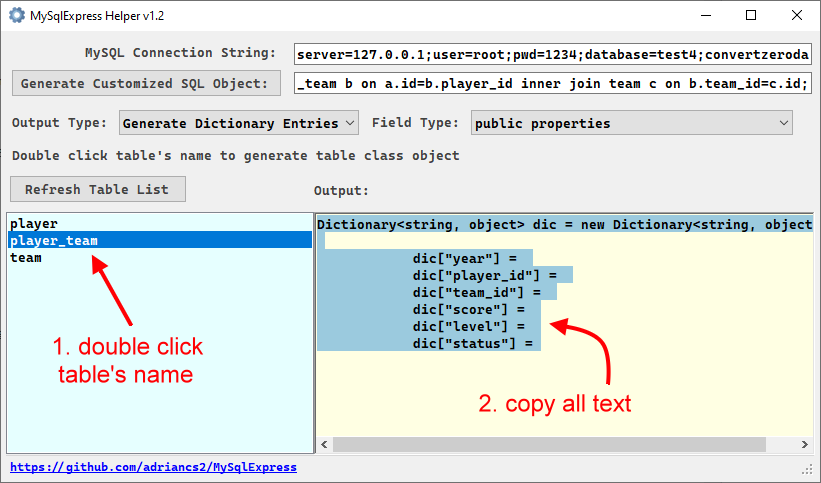 MySqlExpress Helper v1.2
MySQL Connection String:
server=127.0.0.1;user=root;pwd=1234;database=test4;convertzeroda
Generate Customized SQL Object:
_team b on a.id=b.player_id inner join team c on b.team_id=c.id;
Output Type:
Generate Dictionary Entries
Field Type:
public properties
Double click table's name to generate table class object
Refresh Table List
Output:
player
player_team
team
Dictionary<string, object> dic = new Dictionary<string, object
dic["year"] =
dic["player_id"] =
dic["team_id"] =
dic["score"] =
dic["level"] =
dic["status"] =
1. double click
table's name
2. copy all text
https://github.com/adriancs2/MySqlExpress